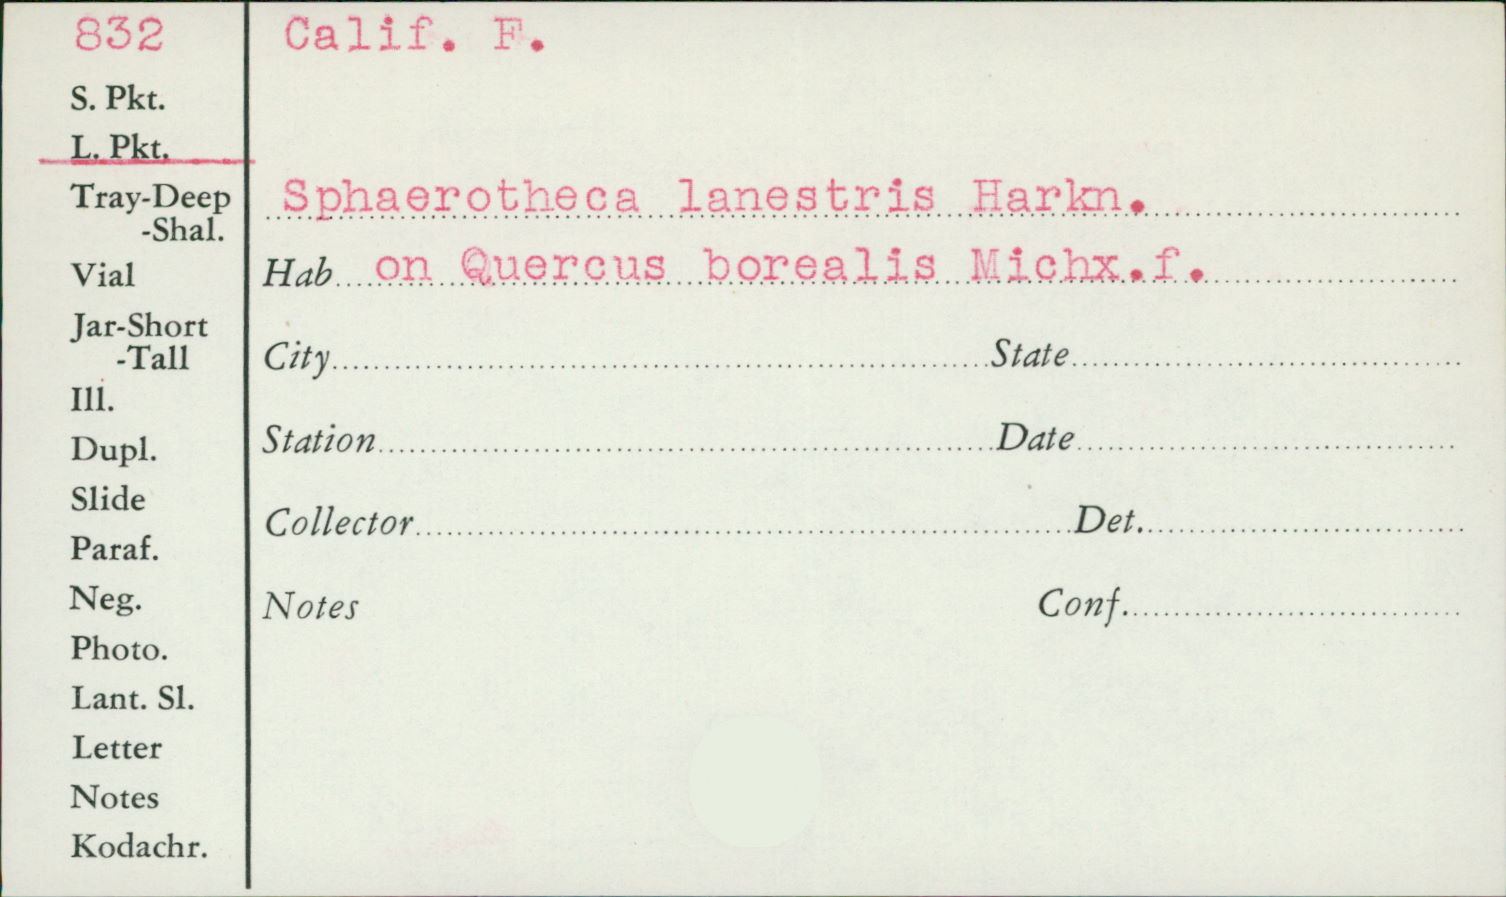 832
Calif. F.
S. Pkt.
L. Pkt.
Tray-Deep
-Shal.
Vial
Jar-Short
-Tall
Ill.
Dupl.
Slide
Paraf.
Neg.
Photo.
Lant. Sl.
Letter
Notes
Kodachr.
Sphaerotheca lanestris Harkn.
Hab on Quercus borealis Michx.f.
City State
Station Date
Collector Det.
Notes Conf.